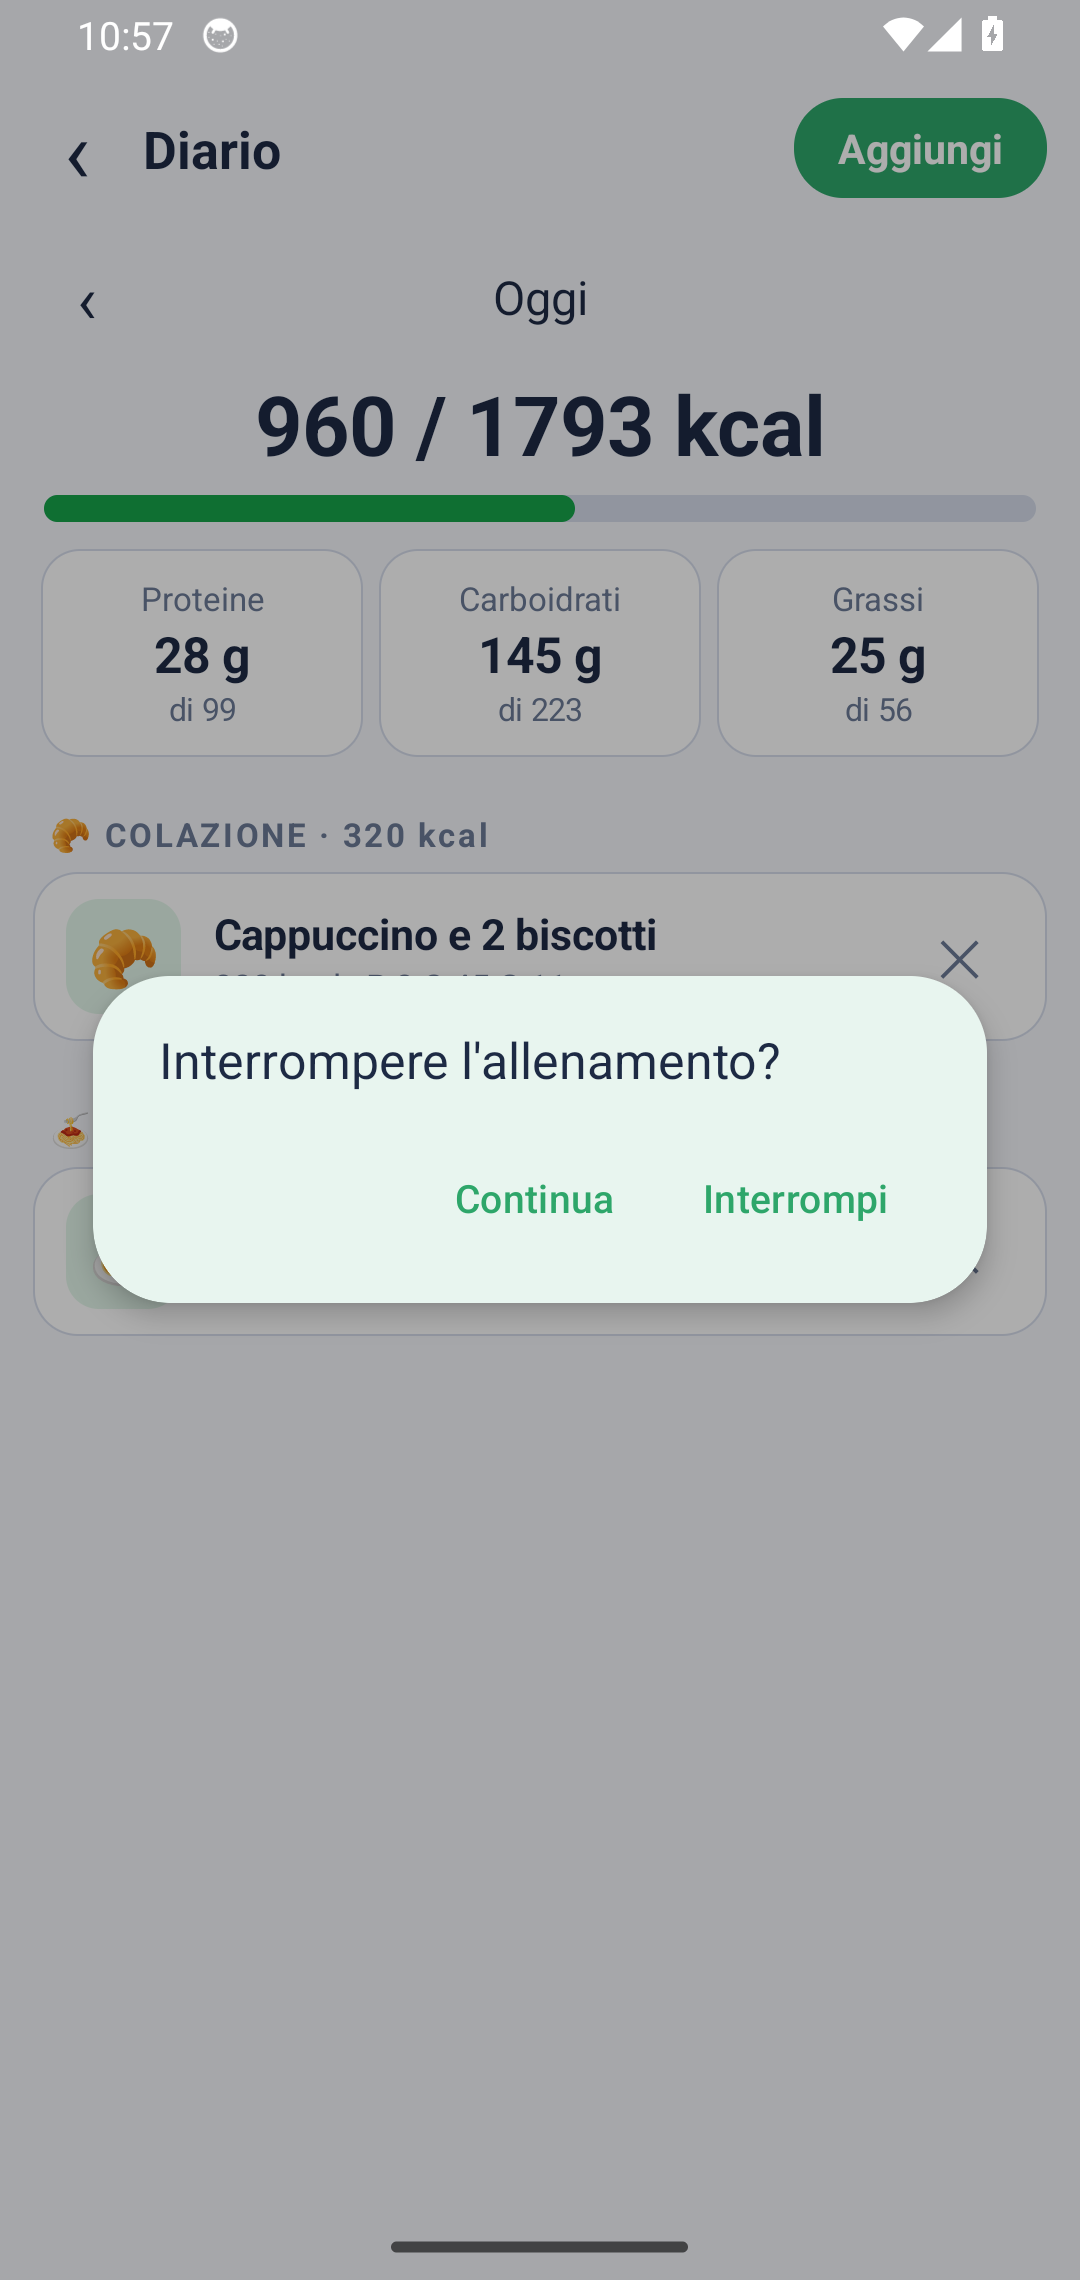 10:57
‹ Diario
Aggiungi
‹ Oggi
960 / 1793 kcal
Proteine
28 g
di 99
Carboidrati
145 g
di 223
Grassi
25 g
di 56
COLAZIONE · 320 kcal
Cappuccino e 2 biscotti
Interrompere l'allenamento?
Continua
Interrompi